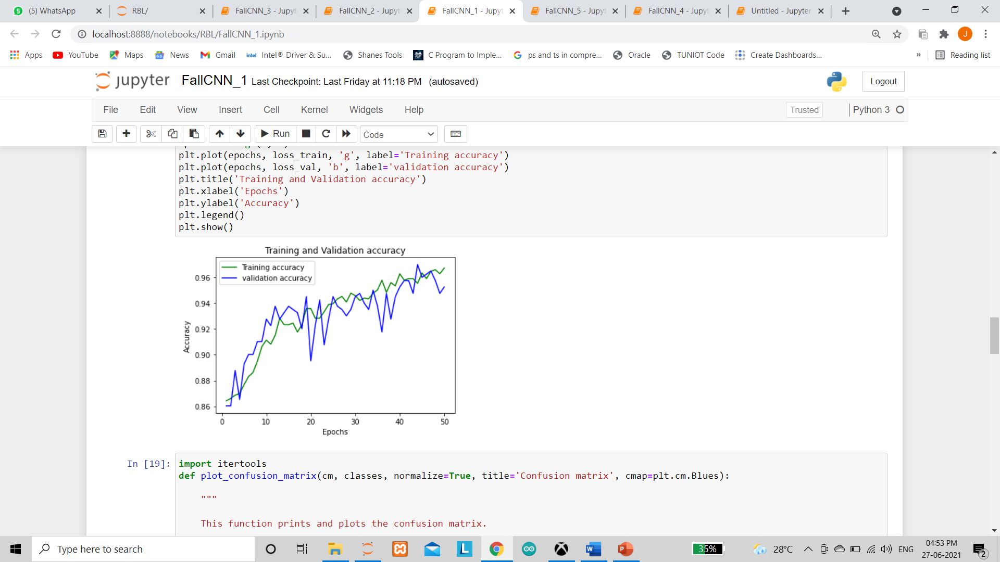 (5) WhatsApp
RBL/
FallCNN_3 - Jupyt
FallCNN_2 - Jupyt
FallCNN_1 - Jupyt
FallCNN_5 - Jupyt
FallCNN_4 - Jupyt
Untitled - Jupyter
localhost:8888/notebooks/RBL/FallCNN_1.ipynb
J
Apps
YouTube
Maps
News
Gmail
intel Intel® Driver & Su...
Shanes Tools
C Program to Imple...
ps and ts in compre...
Oracle
TUNIOT Code
Create Dashboards...
»
Reading list
jupyter FallCNN_1 Last Checkpoint: Last Friday at 11:18 PM (autosaved)
Logout
File Edit View Insert Cell Kernel Widgets Help
Trusted
Python 3
Run
Code
plt.plot(epochs, loss_train, 'g', label='Training accuracy')
plt.plot(epochs, loss_val, 'b', label='validation accuracy')
plt.title('Training and Validation accuracy')
plt.xlabel('Epochs')
plt.ylabel('Accuracy')
plt.legend()
plt.show()
Training and Validation accuracy
Training accuracy
validation accuracy
Accuracy
0.96
0.94
0.92
0.90
0.88
0.86
0 10 20 30 40 50
Epochs
In [19]:
import itertools
def plot_confusion_matrix(cm, classes, normalize=True, title='Confusion matrix', cmap=plt.cm.Blues):
"""
This function prints and plots the confusion matrix.
Type here to search
L
W
P
35%
28°C
ENG
04:53 PM
27-06-2021
2